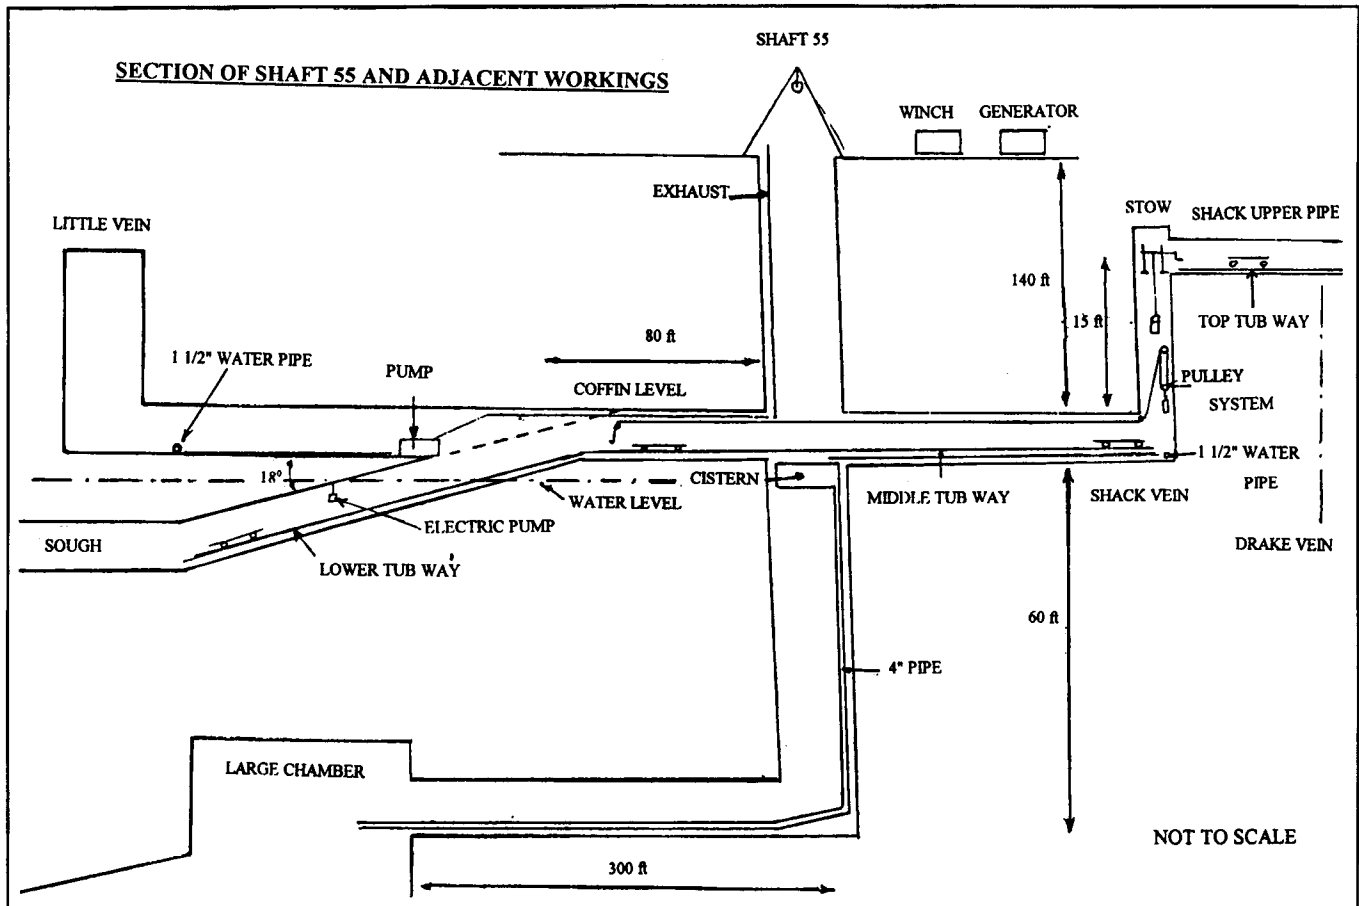 SHAFT 55
SECTION OF SHAFT 55 AND ADJACENT WORKINGS
WINCH
GENERATOR
EXHAUST
STOW
SHACK UPPER PIPE
LITTLE VEIN
140 ft
15 ft
TOP TUB WAY
80 ft
1 1/2" WATER PIPE
PUMP
COFFIN LEVEL
PULLEY
SYSTEM
18°
CISTERN
MIDDLE TUB WAY
SHACK VEIN
1 1/2" WATER
PIPE
WATER LEVEL
ELECTRIC PUMP
SOUGH
LOWER TUB WAY
DRAKE VEIN
60 ft
4" PIPE
LARGE CHAMBER
NOT TO SCALE
300 ft